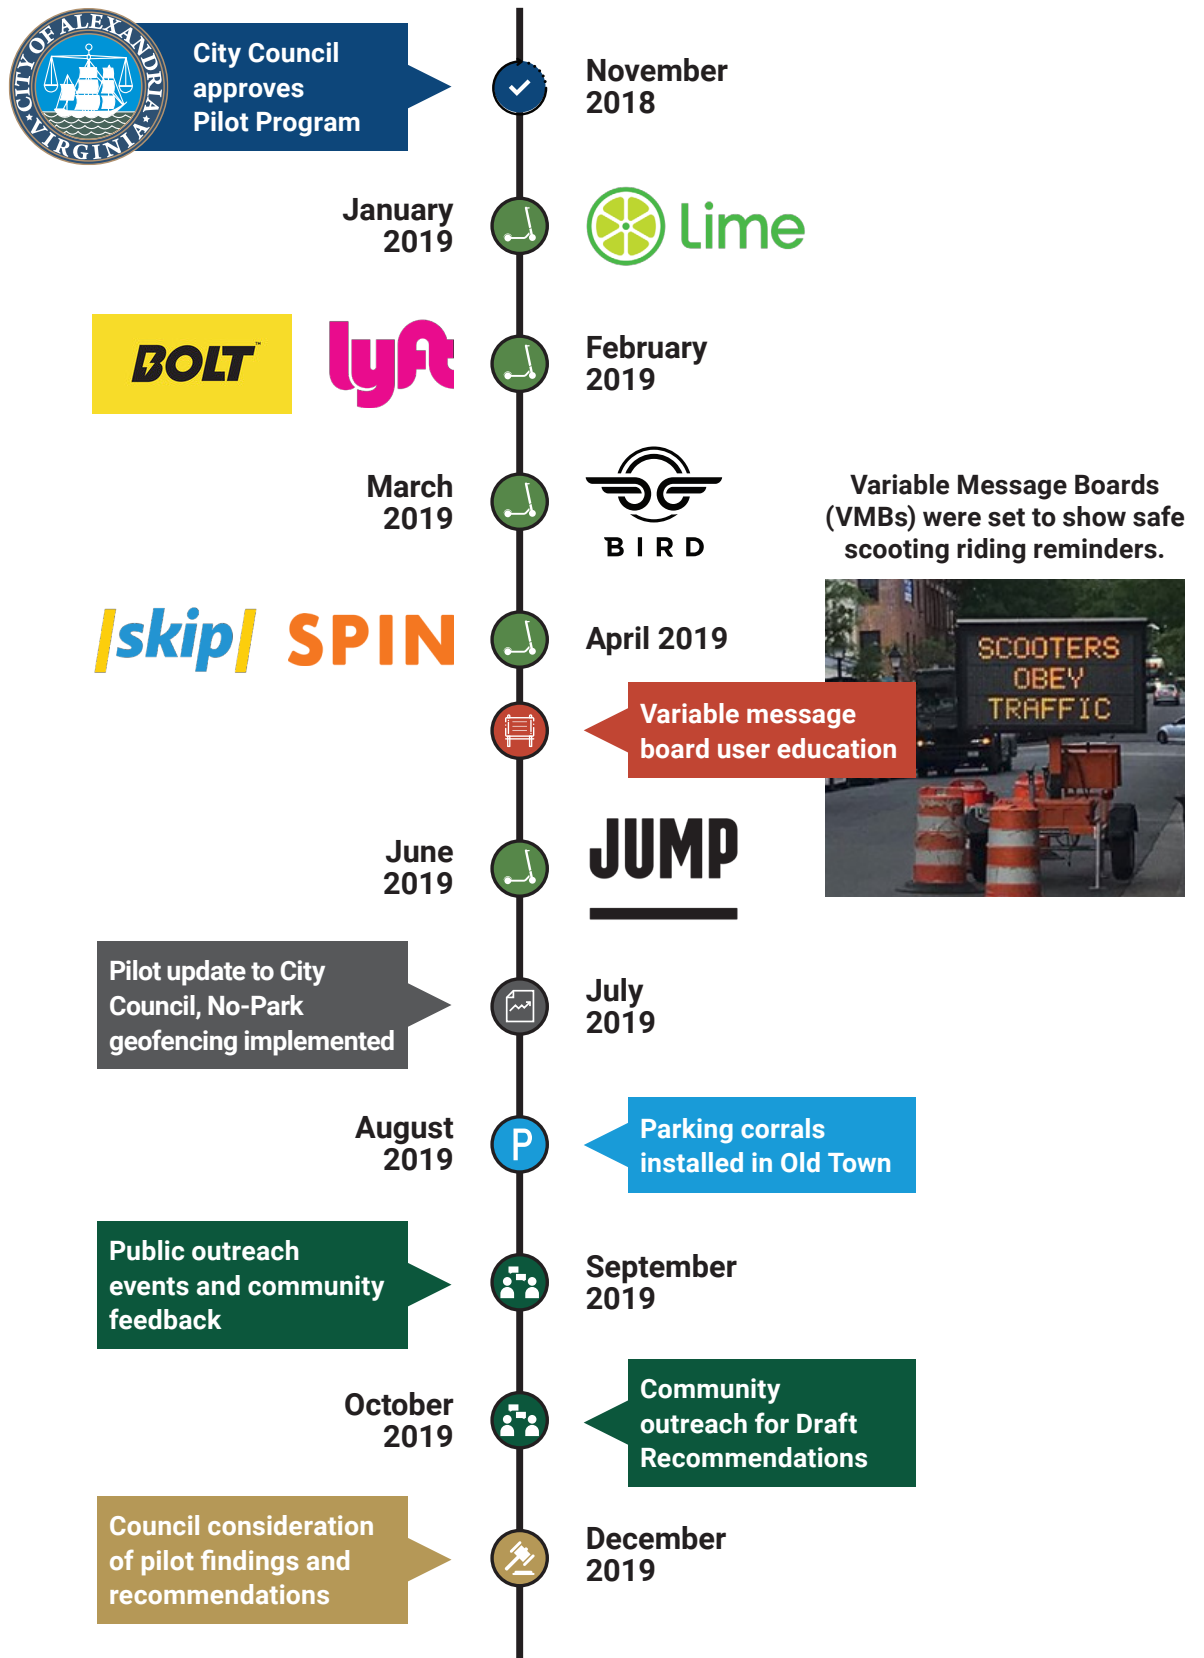 CITY OF ALEXANDRIA
VIRGINIA
City Council
approves
Pilot Program
November
2018
January
2019
Lime
BOLT™
lyft
February
2019
March
2019
BIRD
Variable Message Boards
(VMBs) were set to show safe
scooting riding reminders.
skip
SPIN
April 2019
SCOOTERS
OBEY
TRAFFIC
Variable message
board user education
June
2019
JUMP
Pilot update to City
Council, No-Park
geofencing implemented
July
2019
August
2019
P
Parking corrals
installed in Old Town
Public outreach
events and community
feedback
September
2019
October
2019
Community
outreach for Draft
Recommendations
Council consideration
of pilot findings and
recommendations
December
2019